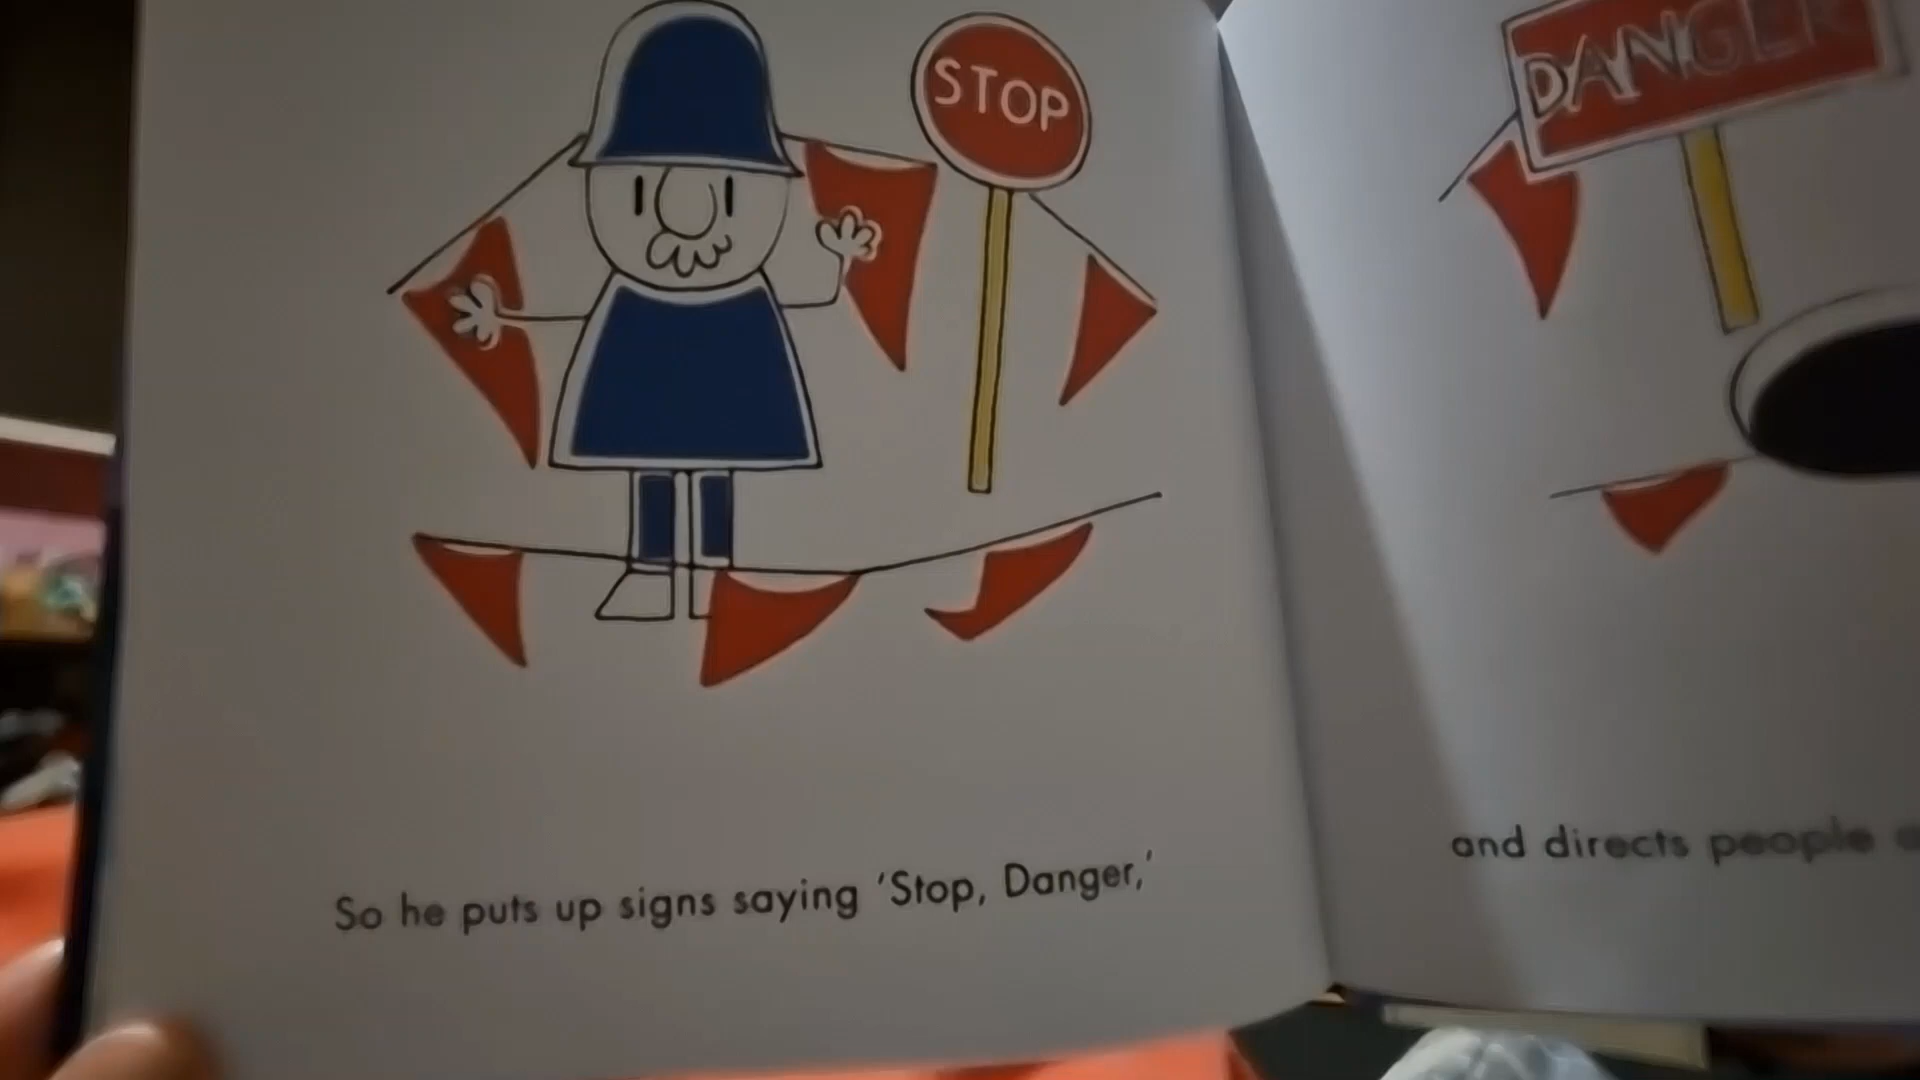 STOP
So he puts up signs saying 'Stop, Danger,'
DANGER
and directs people